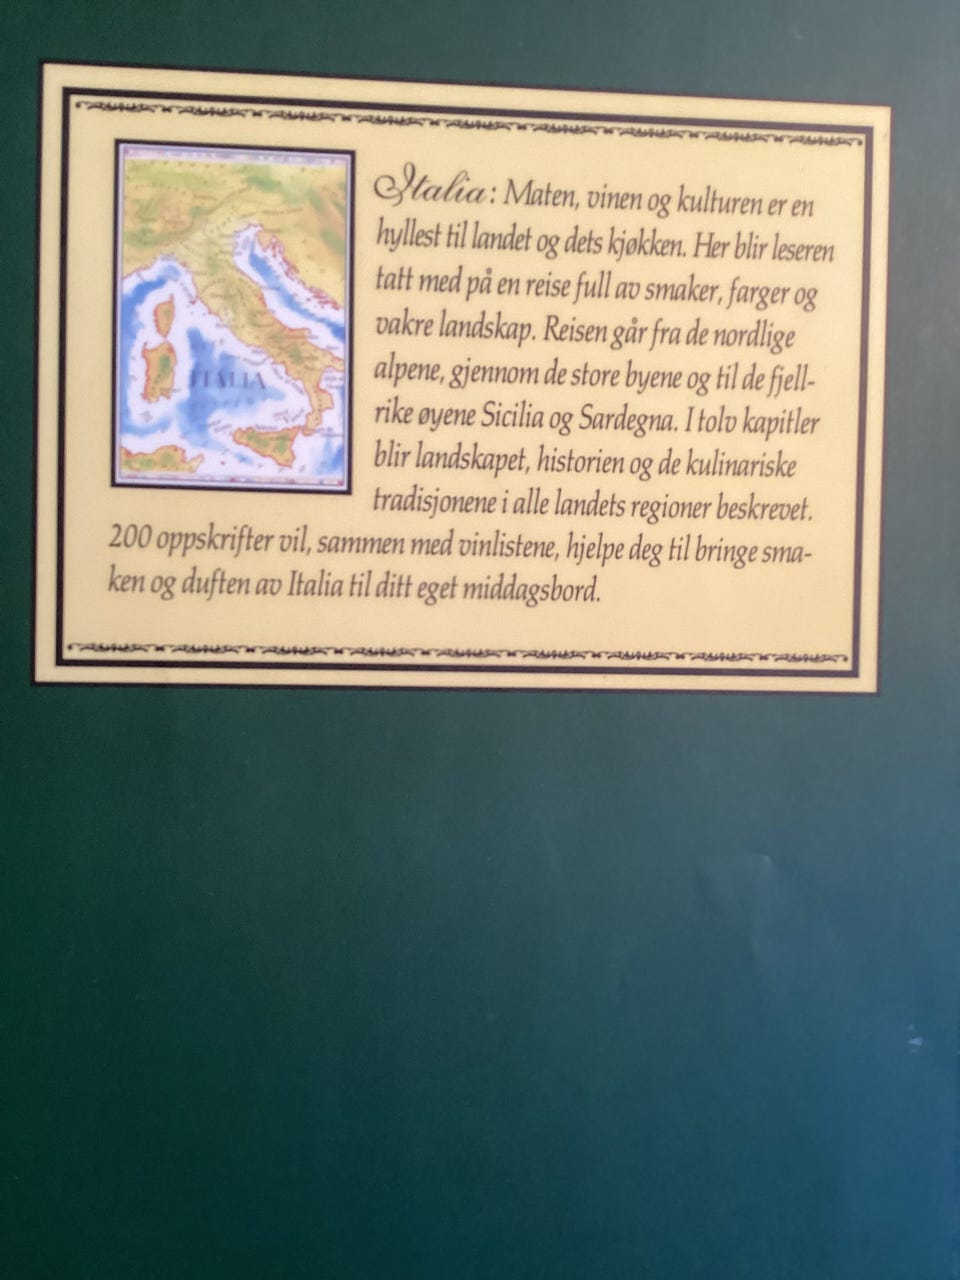 Italia: Maten, vinen og kulturen er en
hyllest til landet og dets kjøkken. Her blir leseren
tatt med på en reise full av smaker, farger og
vakre landskap. Reisen går fra de nordlige
alpene, gjennom de store byene og til de fjell-
rike øyene Sicilia og Sardegna. I tolv kapitler
blir landskapet, historien og de kulinariske
tradisjonene i alle landets regioner beskrevet.
200 oppskrifter vil, sammen med vinlistene, hjelpe deg til bringe sma-
ken og duften av Italia til ditt eget middagsbord.
ITALIA